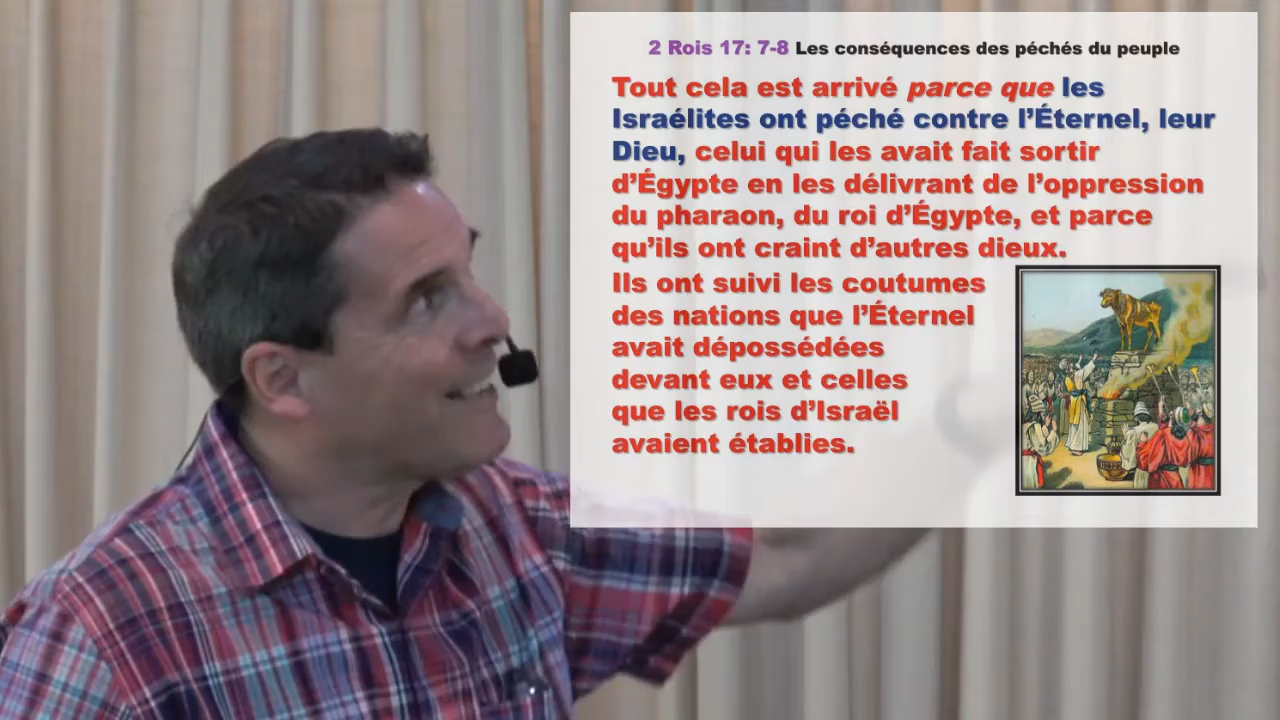 2 Rois 17: 7-8 Les conséquences des péchés du peuple
Tout cela est arrivé parce que les
Israélites ont péché contre l’Éternel, leur
Dieu, celui qui les avait fait sortir
d’Égypte en les délivrant de l’oppression
du pharaon, du roi d’Égypte, et parce
qu’ils ont craint d’autres dieux.
Ils ont suivi les coutumes
des nations que l’Éternel
avait dépossédées
devant eux et celles
que les rois d’Israël
avaient établies.